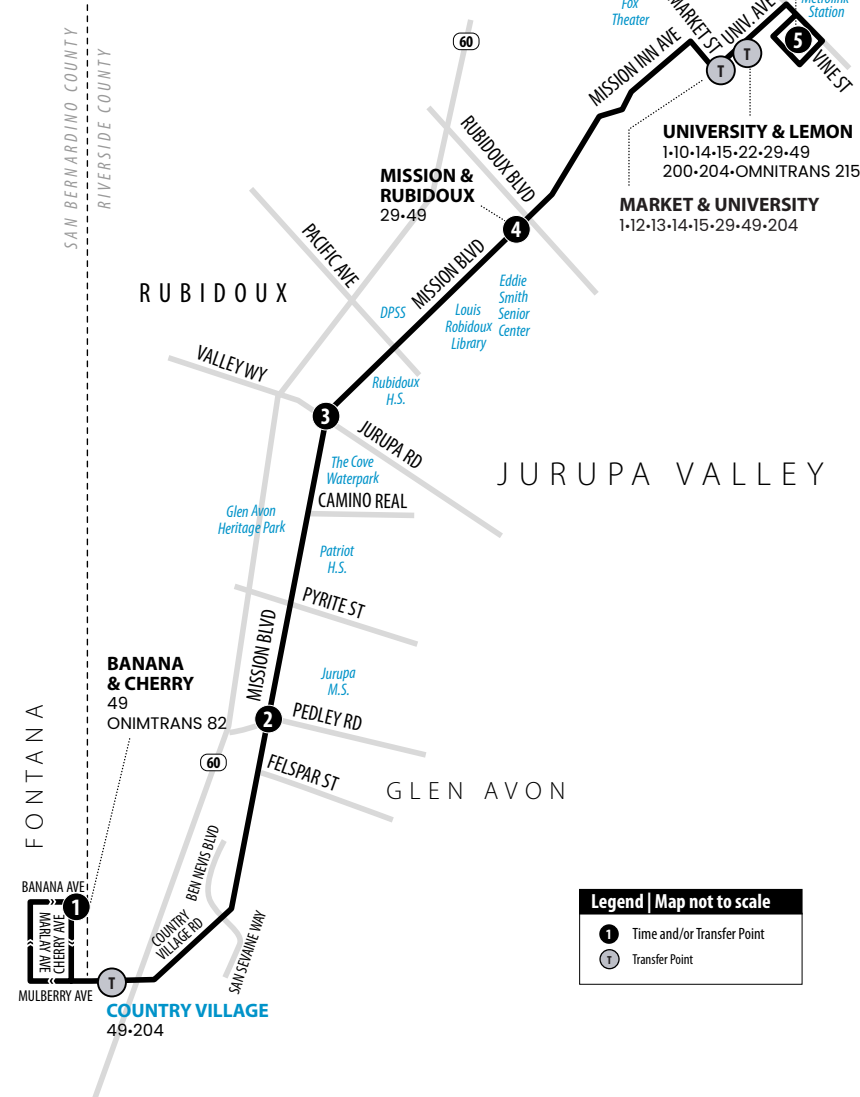 Fox
Theater
MARKET ST
UNIV. AVE
Metrolink
Station
5
VINE ST
SAN BERNARDINO COUNTY
RIVERSIDE COUNTY
60
MISSION INN AVE
T
T
UNIVERSITY & LEMON
1•10•14•15•22•29•49
200•204•OMNITRANS 215
MARKET & UNIVERSITY
1•12•13•14•15•29•49•204
RUBIDOUX BLVD
MISSION &
RUBIDOUX
29•49
4
PACIFIC AVE
MISSION BLVD
RUBIDOUX
DPSS
Louis
Robidoux
Library
Eddie
Smith
Senior
Center
VALLEY WY
Rubidoux
H.S.
3
JURUPA RD
JURUPA VALLEY
The Cove
Waterpark
CAMINO REAL
Glen Avon
Heritage Park
Patriot
H.S.
PYRITE ST
MISSION BLVD
BANANA
& CHERRY
49
ONIMTRANS 82
Jurupa
M.S.
2
PEDLEY RD
60
FELSPAR ST
GLEN AVON
FONTANA
BEN NEVIS BLVD
BANANA AVE
1
MARLAY AVE
CHERRY AVE
COUNTRY
VILLAGE RD
SAN SEVAINE WAY
MULBERRY AVE
T
COUNTRY VILLAGE
49•204
Legend | Map not to scale
1 Time and/or Transfer Point
T Transfer Point